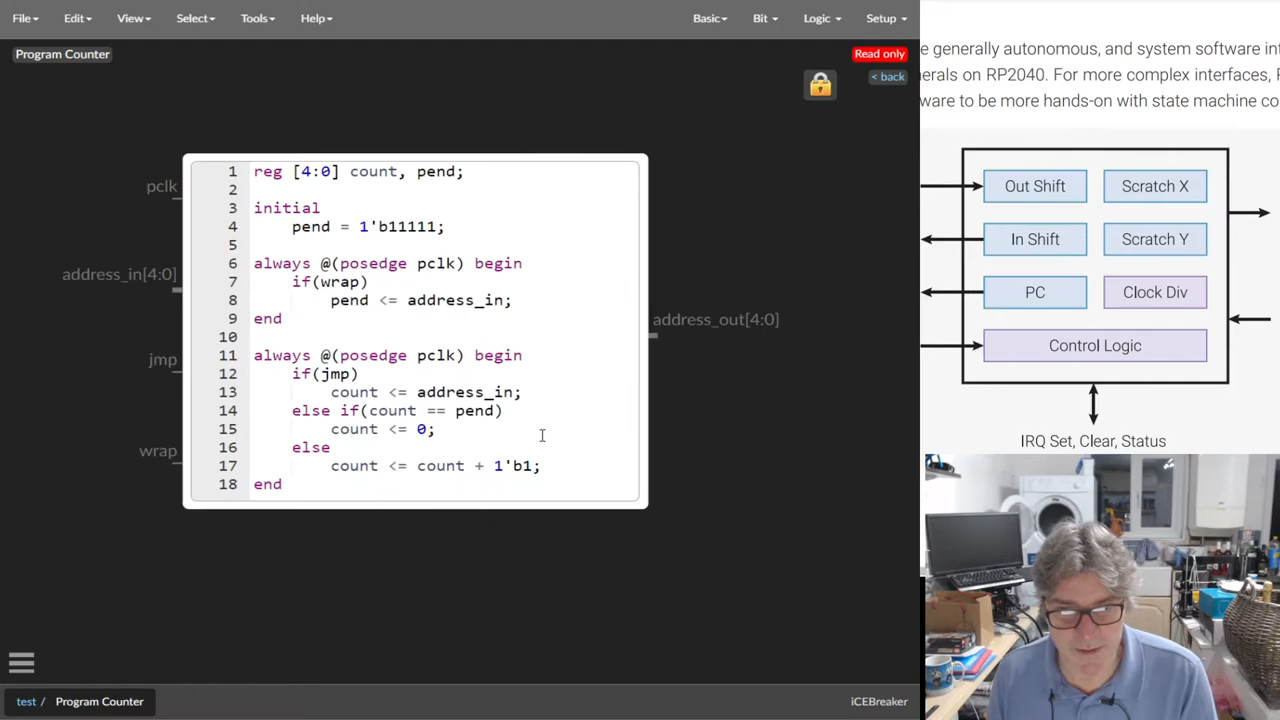 File Edit View Select Tools Help Basic Bit Logic Setup
Program Counter
Read only
< back
pclk
address_in[4:0]
jmp
wrap
address_out[4:0]
1 reg [4:0] count, pend;
2
3 initial
4 pend = 1'b11111;
5
6 always @(posedge pclk) begin
7 if(wrap)
8 pend <= address_in;
9 end
10
11 always @(posedge pclk) begin
12 if(jmp)
13 count <= address_in;
14 else if(count == pend)
15 count <= 0;
16 else
17 count <= count + 1'b1;
18 end
test / Program Counter
iCEBreaker
e generally autonomous, and system software
erals on RP2040. For more complex interfaces,
ware to be more hands-on with state machine
Out Shift Scratch X
In Shift Scratch Y
PC Clock Div
Control Logic
IRQ Set, Clear, Status